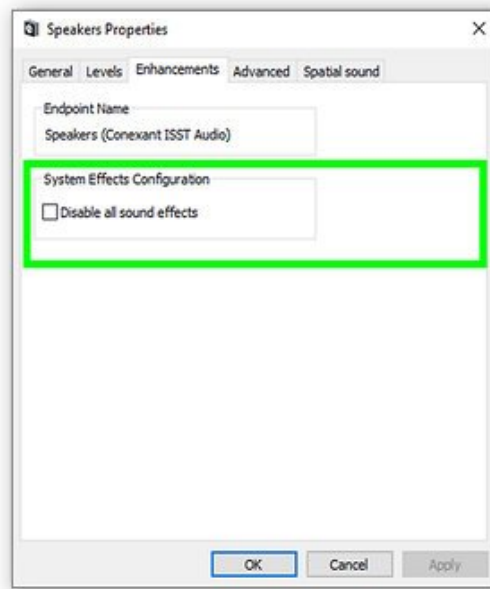 Speakers Properties
General Levels Enhancements Advanced Spatial sound
Endpoint Name
Speakers (Conexant ISST Audio)
System Effects Configuration
Disable all sound effects
OK Cancel Apply